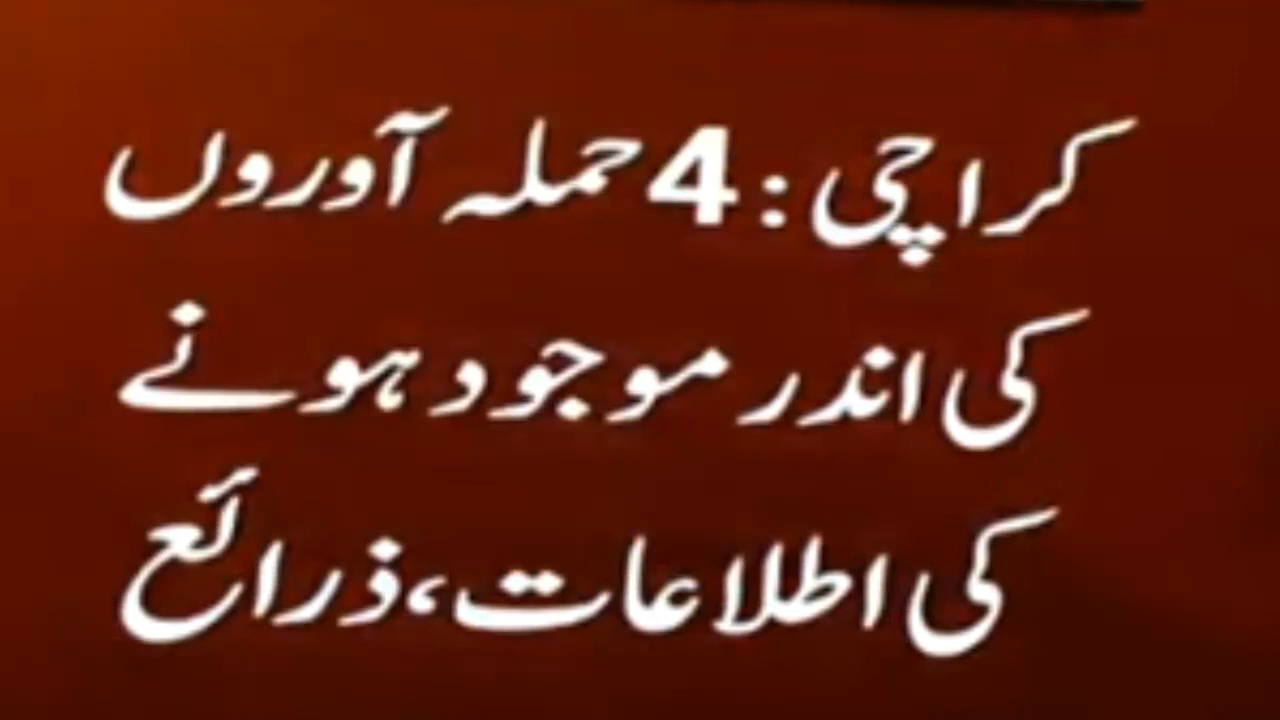 کراچی: 4 حملہ آوروں
کی اندر موجود ہونے
کی اطلاعات، ذرائع